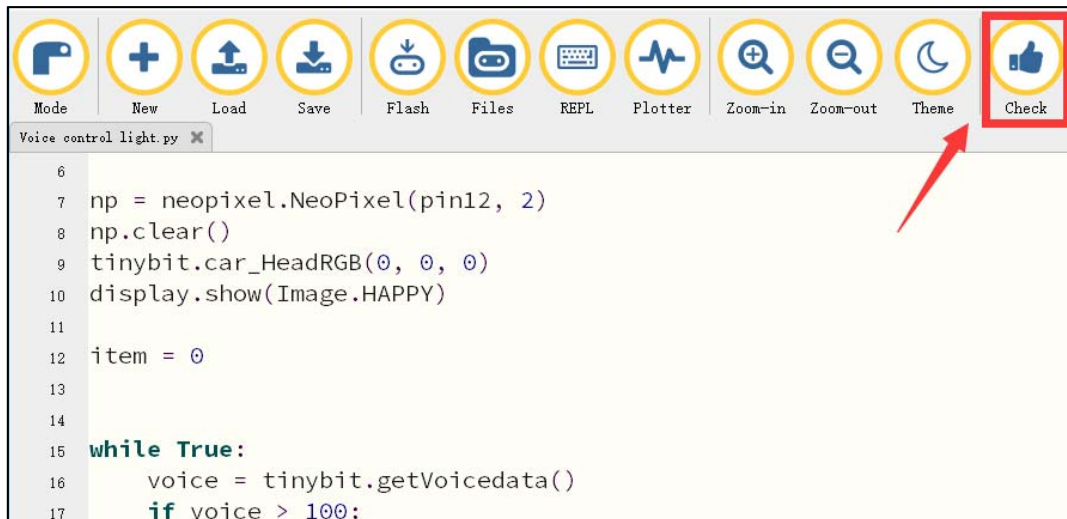 Mode New Load Save Flash Files REPL Plotter Zoom-in Zoom-out Theme Check
Voice control light.py
6
7 np = neopixel.NeoPixel(pin12, 2)
8 np.clear()
9 tinybit.car_HeadRGB(0, 0, 0)
10 display.show(Image.HAPPY)
11
12 item = 0
13
14
15 while True:
16     voice = tinybit.getVoicedata()
17     if voice > 100: